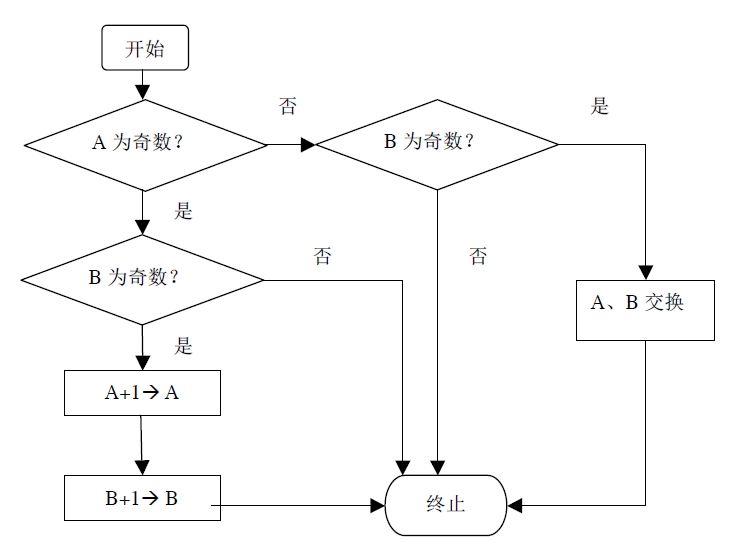 开始
否
是
A 为奇数？
B 为奇数？
是
否
否
B 为奇数？
A、B 交换
是
A+1→ A
B+1→ B
终止